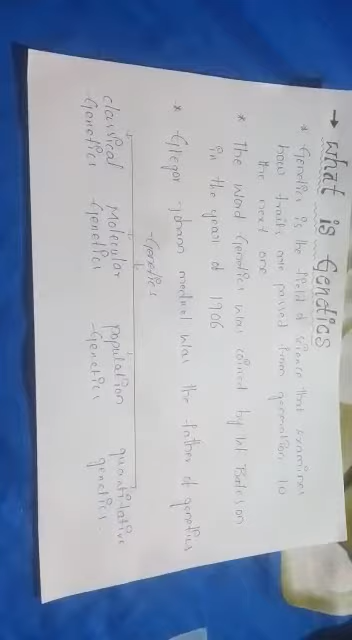 → What is Genetics
* Genetics is the field of science that examines
how traits are passed from generation to
the next one
* The word Genetics was coined by W Bateson
in the year of 1906
* Gregor Johann medneal was the father of genetics
Genetics
classical Genetics
Molecular Genetics
population Genetics
quantitative genetics.